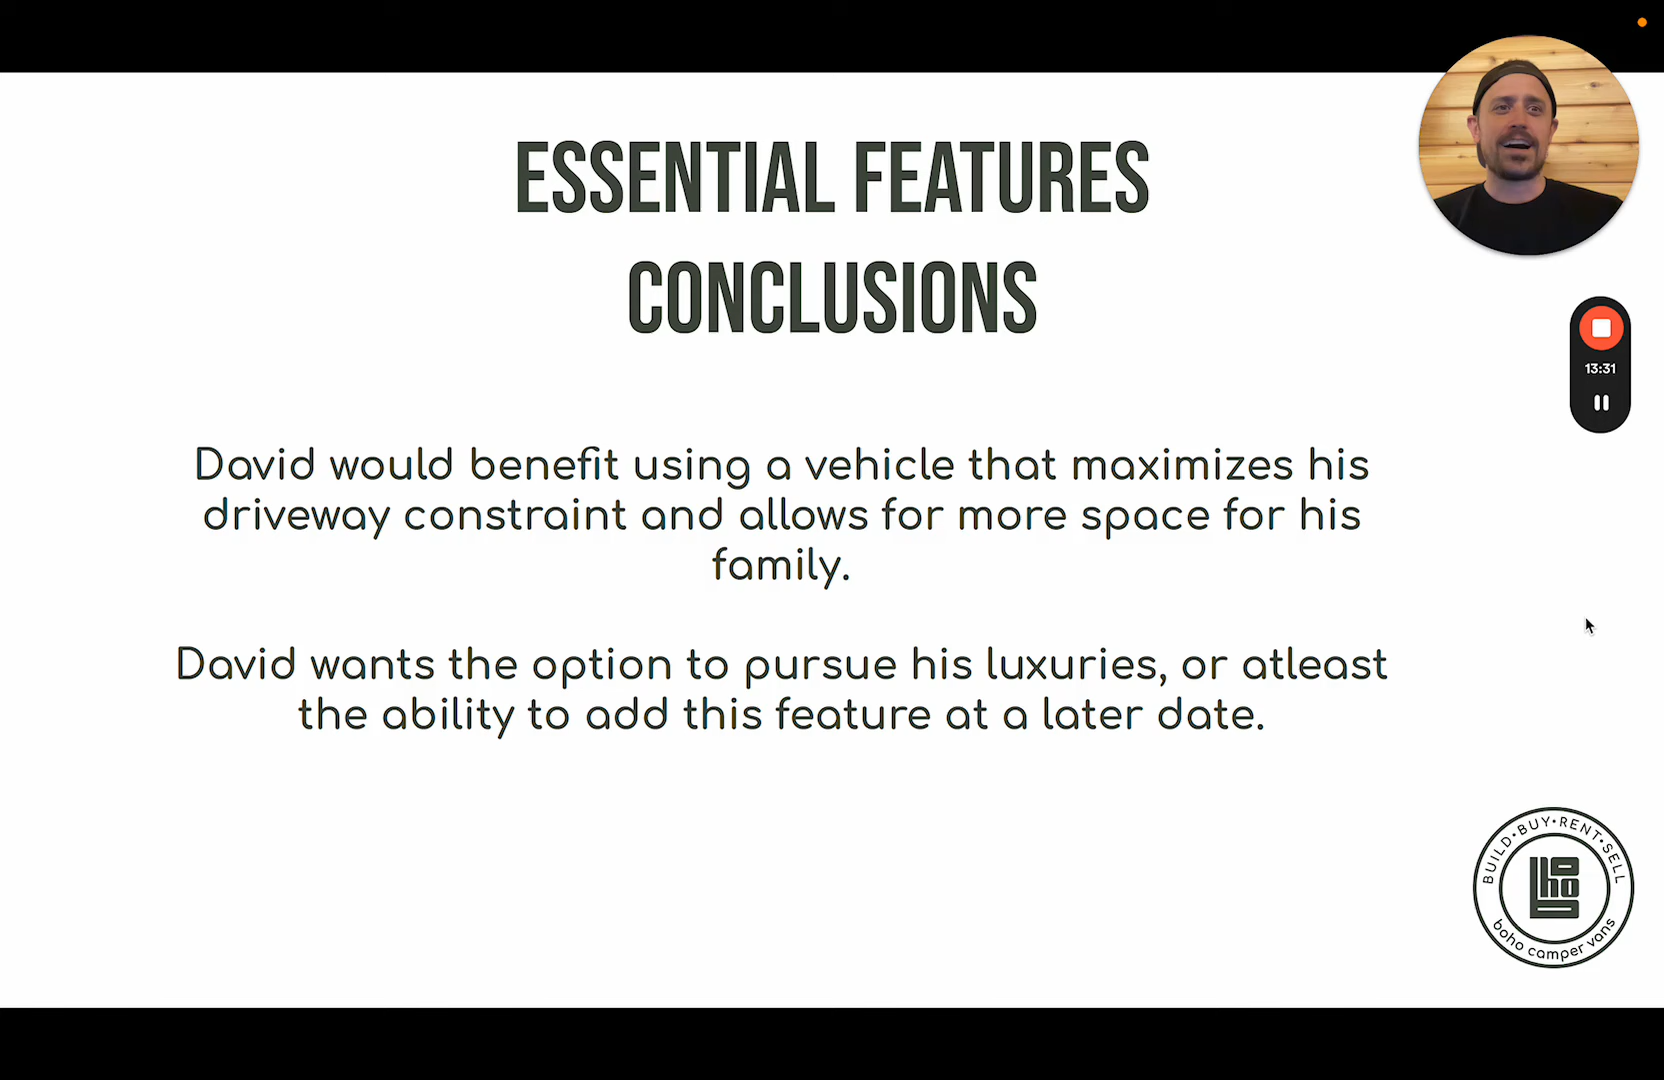 ESSENTIAL FEATURES
CONCLUSIONS
13:31
David would benefit using a vehicle that maximizes his
driveway constraint and allows for more space for his
family.
David wants the option to pursue his luxuries, or atleast
the ability to add this feature at a later date.
BUILD•BUY•RENT•SELL
boho
boho camper vans